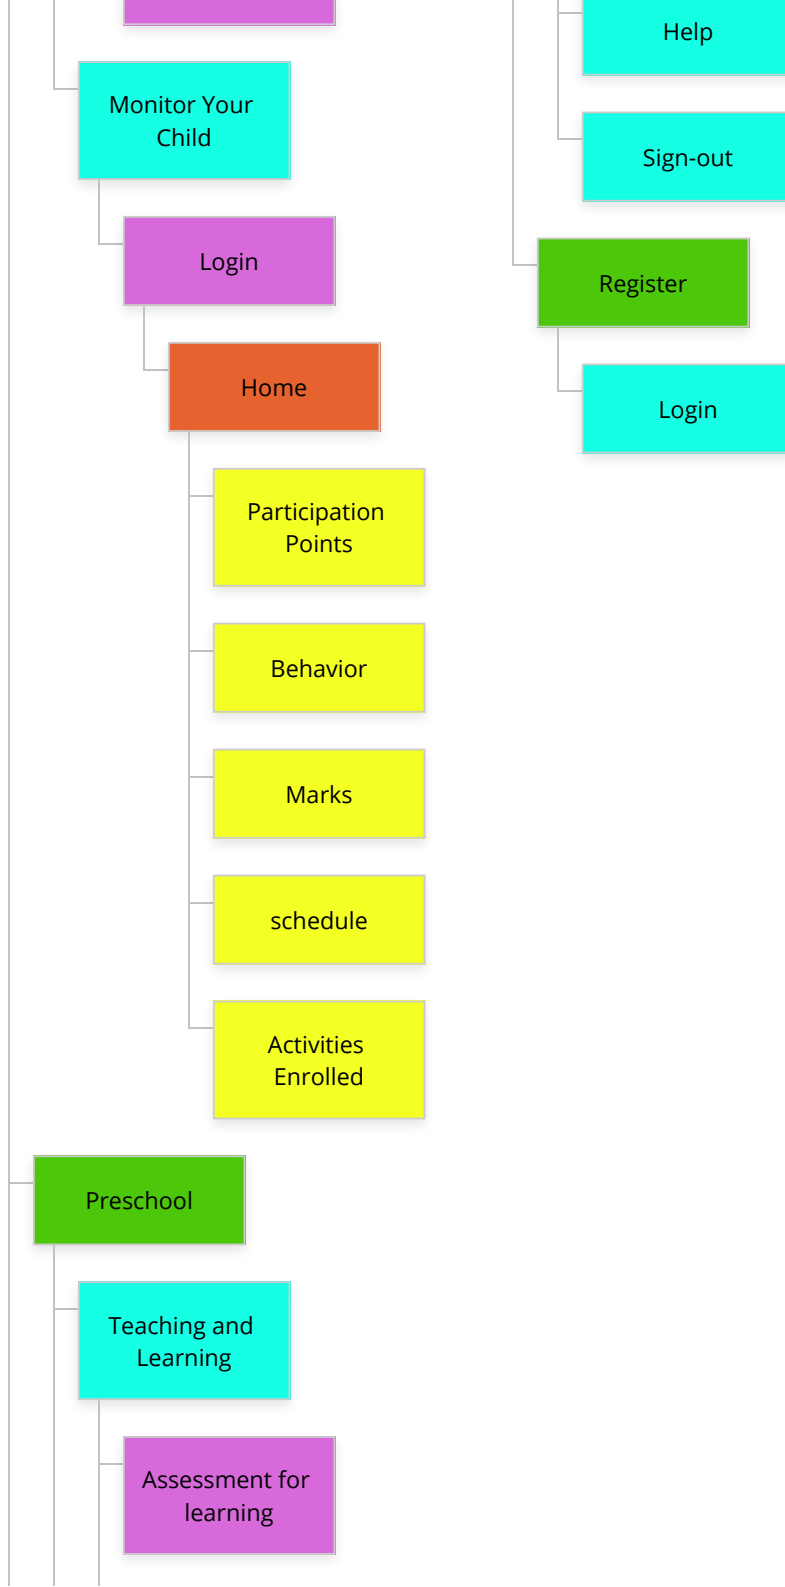 Monitor Your
Child
Login
Home
Participation
Points
Behavior
Marks
schedule
Activities
Enrolled
Preschool
Teaching and
Learning
Assessment for
learning
Help
Sign-out
Register
Login